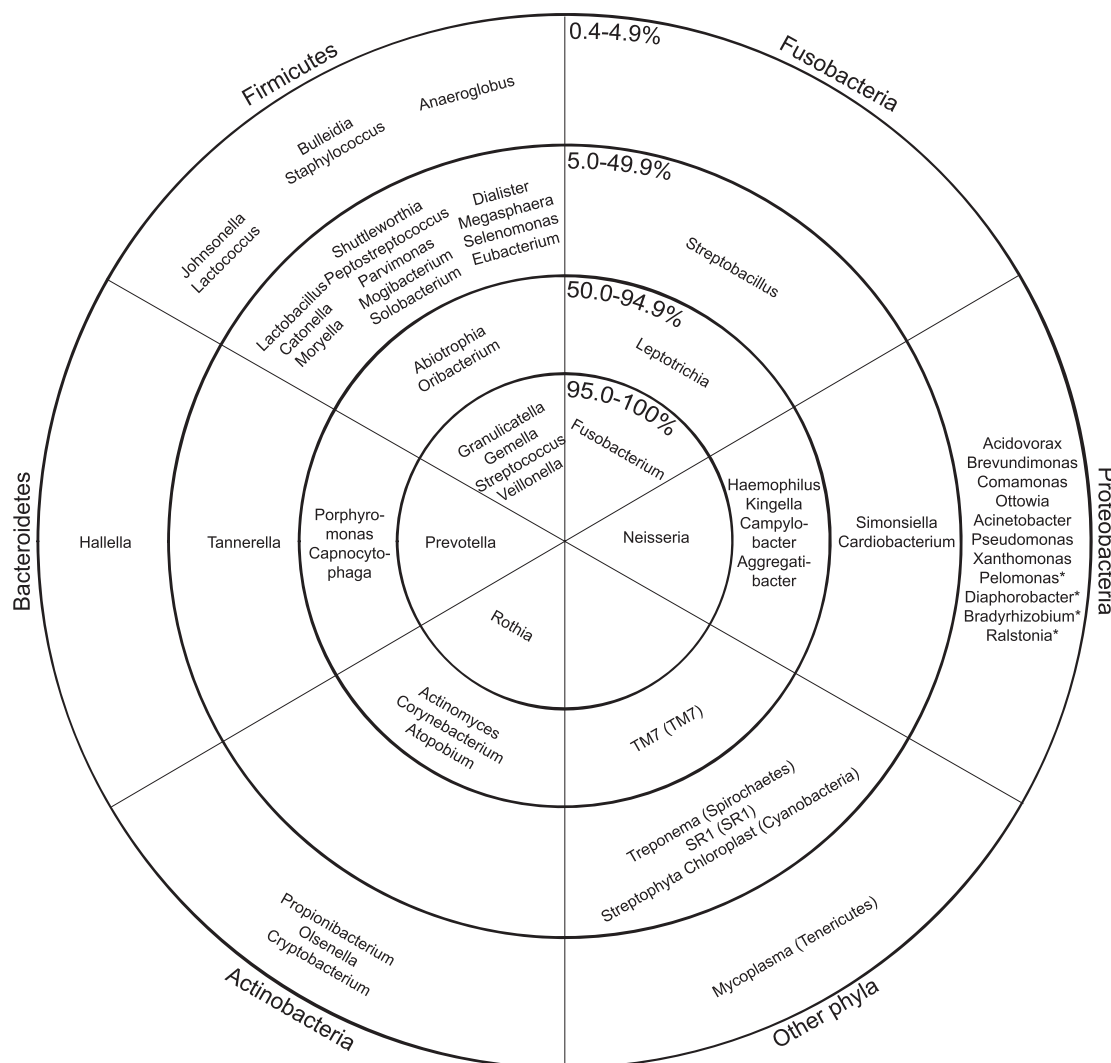 Firmicutes
Anaeroglobus
Bulleidia
Staphylococcus
Johnsonella
Lactococcus
Dialister
Megasphaera
Selenomonas
Eubacterium
Shuttleworthia
Peptostreptococcus
Parvimonas
Mogibacterium
Solobacterium
Lactobacillus
Catonella
Moryella
Abiotrophia
Oribacterium
Granulicatella
Gemella
Streptococcus
Veillonella
0.4-4.9%
5.0-49.9%
50.0-94.9%
95.0-100%
Fusobacteria
Streptobacillus
Leptotrichia
Fusobacterium
Bacteroidetes
Hallella
Tannerella
Porphyro-
monas
Capnocyto-
phaga
Prevotella
Neisseria
Haemophilus
Kingella
Campylo-
bacter
Aggregati-
bacter
Simonsiella
Cardiobacterium
Acidovorax
Brevundimonas
Comamonas
Ottowia
Acinetobacter
Pseudomonas
Xanthomonas
Pelomonas*
Diaphorobacter*
Bradyrhizobium*
Ralstonia*
Proteobacteria
Rothia
Actinomyces
Corynebacterium
Atopobium
Propionibacterium
Olsenella
Cryptobacterium
Actinobacteria
TM7 (TM7)
Treponema (Spirochaetes)
SR1 (SR1)
Streptophyta Chloroplast (Cyanobacteria)
Mycoplasma (Tenericutes)
Other phyla